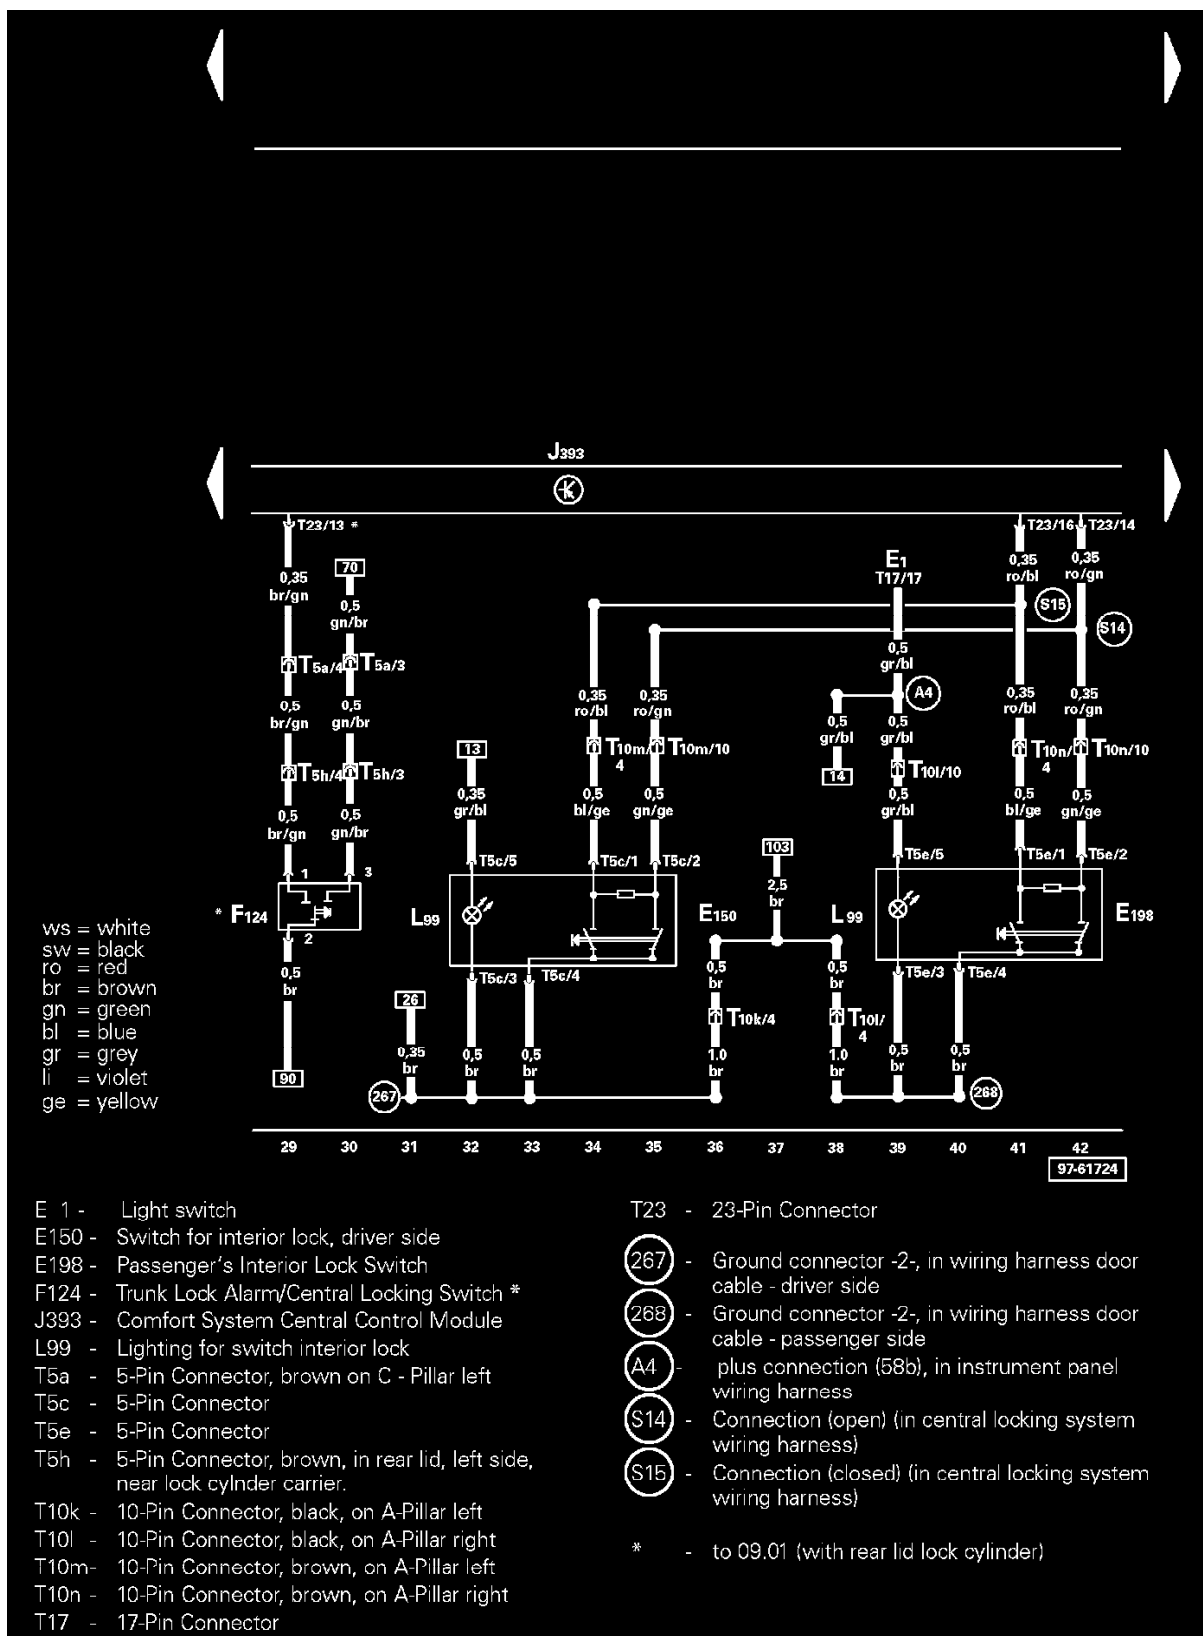 J393
T23/13 *
T23/16
T23/14
0,35
br/gn
70
0,5
gn/br
E1
T17/17
0,35
ro/bl
0,35
ro/gn
S15
S14
0,5
gr/bl
T5a/4
T5a/3
A4
0,5
br/gn
0,5
gn/br
0,35
ro/bl
0,35
ro/gn
0,5
gr/bl
0,5
gr/bl
0,35
ro/bl
0,35
ro/gn
13
T10m/
4
T10m/10
T10n/
4
T10n/10
T5h/4
T5h/3
14
T10l/10
0,5
br/gn
0,5
gn/br
0,35
gr/bl
0,5
bl/ge
0,5
gn/ge
0,5
gr/bl
0,5
bl/ge
0,5
gn/ge
103
T5c/5
T5c/1
T5c/2
T5e/5
T5e/1
T5e/2
1
3
2,5
br
* F124
L99
E150
L99
E198
2
ws = white
sw = black
ro = red
br = brown
gn = green
bl = blue
gr = grey
li = violet
ge = yellow
0,5
br
T5c/3
T5c/4
0,5
br
0,5
br
T5e/3
T5e/4
26
T10k/4
T10l/
4
0,35
br
0,5
br
0,5
br
1.0
br
1.0
br
0,5
br
0,5
br
90
267
268
29 30 31 32 33 34 35 36 37 38 39 40 41 42
97-61724
E 1 - Light switch
E150 - Switch for interior lock, driver side
E198 - Passenger's Interior Lock Switch
F124 - Trunk Lock Alarm/Central Locking Switch *
J393 - Comfort System Central Control Module
L99 - Lighting for switch interior lock
T5a - 5-Pin Connector, brown on C - Pillar left
T5c - 5-Pin Connector
T5e - 5-Pin Connector
T5h - 5-Pin Connector, brown, in rear lid, left side,
near lock cylnder carrier.
T10k - 10-Pin Connector, black, on A-Pillar left
T10l - 10-Pin Connector, black, on A-Pillar right
T10m- 10-Pin Connector, brown, on A-Pillar left
T10n - 10-Pin Connector, brown, on A-Pillar right
T17 - 17-Pin Connector
T23 - 23-Pin Connector
267 - Ground connector -2-, in wiring harness door
cable - driver side
268 - Ground connector -2-, in wiring harness door
cable - passenger side
A4 - plus connection (58b), in instrument panel
wiring harness
S14 - Connection (open) (in central locking system
wiring harness)
S15 - Connection (closed) (in central locking system
wiring harness)
* - to 09.01 (with rear lid lock cylinder)